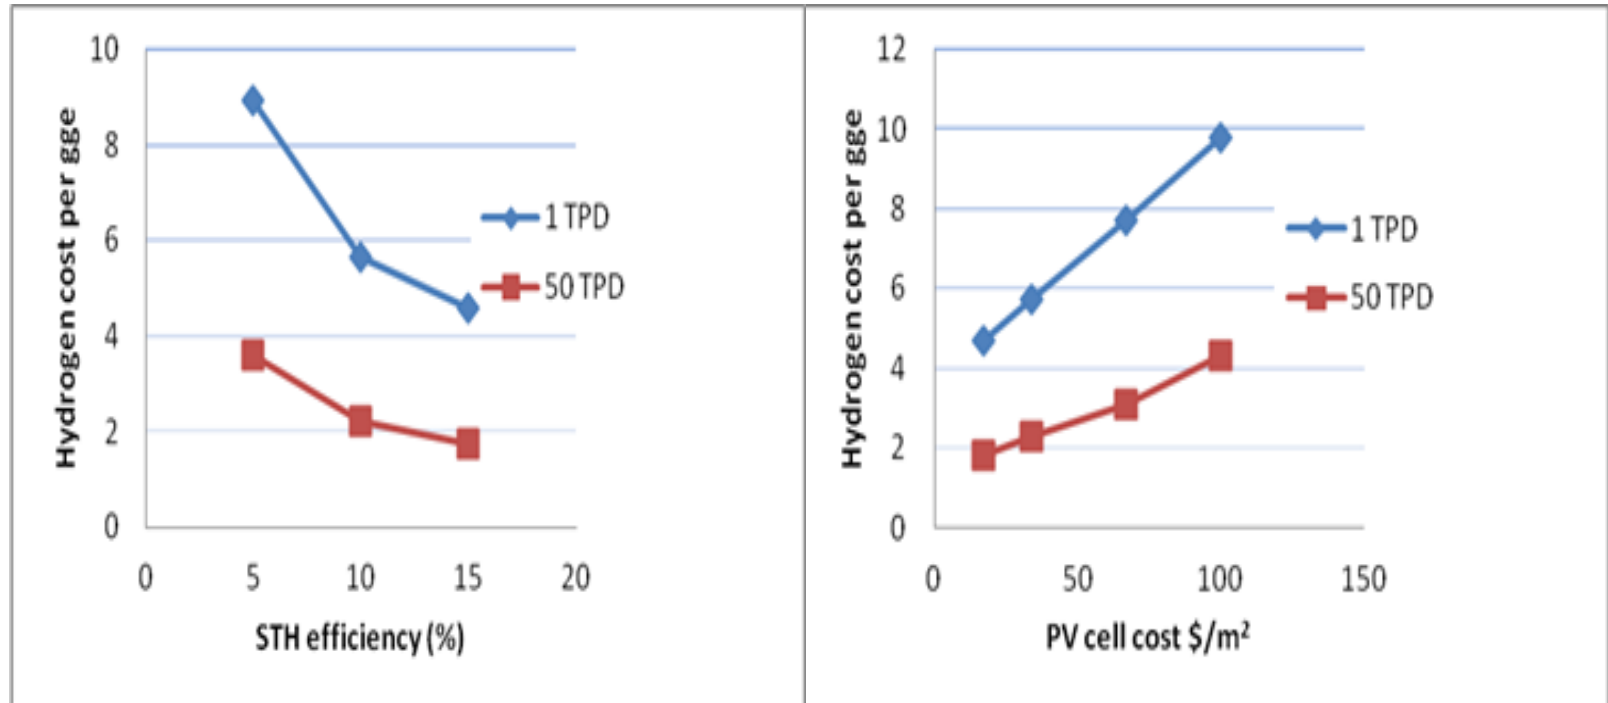 Hydrogen cost per gge
10
8
6
4
2
0
0 5 10 15 20
STH efficiency (%)
1 TPD
50 TPD
Hydrogen cost per gge
12
10
8
6
4
2
0
0 50 100 150
PV cell cost $/m²
1 TPD
50 TPD